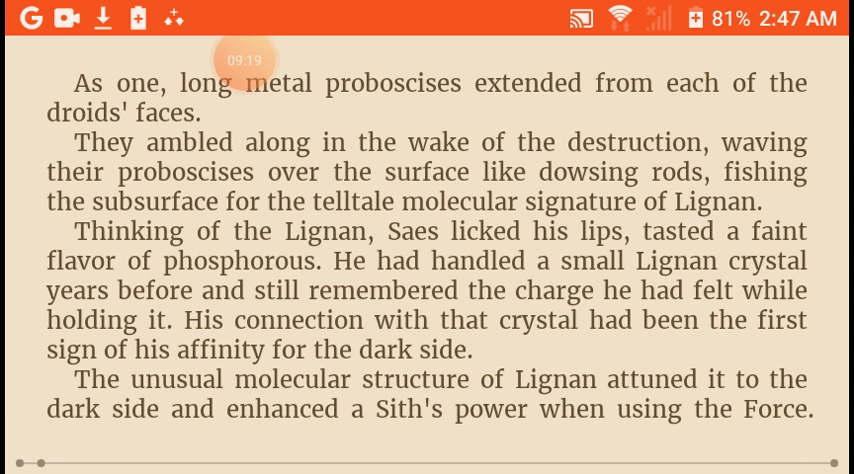 81% 2:47 AM
09:19
As one, long metal proboscises extended from each of the
droids' faces.
They ambled along in the wake of the destruction, waving
their proboscises over the surface like dowsing rods, fishing
the subsurface for the telltale molecular signature of Lignan.
Thinking of the Lignan, Saes licked his lips, tasted a faint
flavor of phosphorous. He had handled a small Lignan crystal
years before and still remembered the charge he had felt while
holding it. His connection with that crystal had been the first
sign of his affinity for the dark side.
The unusual molecular structure of Lignan attuned it to the
dark side and enhanced a Sith's power when using the Force.